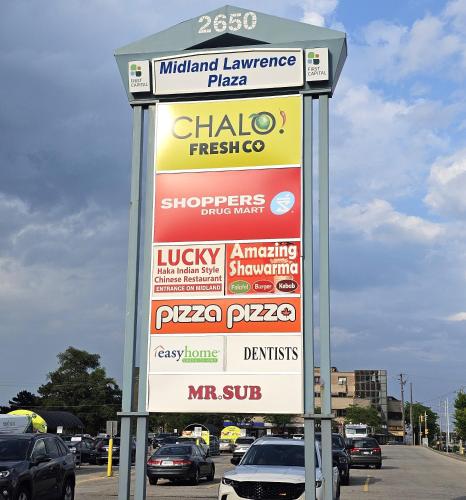 2650
Midland Lawrence
Plaza
FIRST
CAPITAL
FIRST
CAPITAL
CHALO!
FRESHCO
SHOPPERS
DRUG MART
LUCKY
Haka Indian Style
Chinese Restaurant
ENTRANCE ON MIDLAND
Amazing
Shawarma
Falafel Burger Kebab
PIZZA PIZZA
easyhome
DENTISTS
MR.SUB